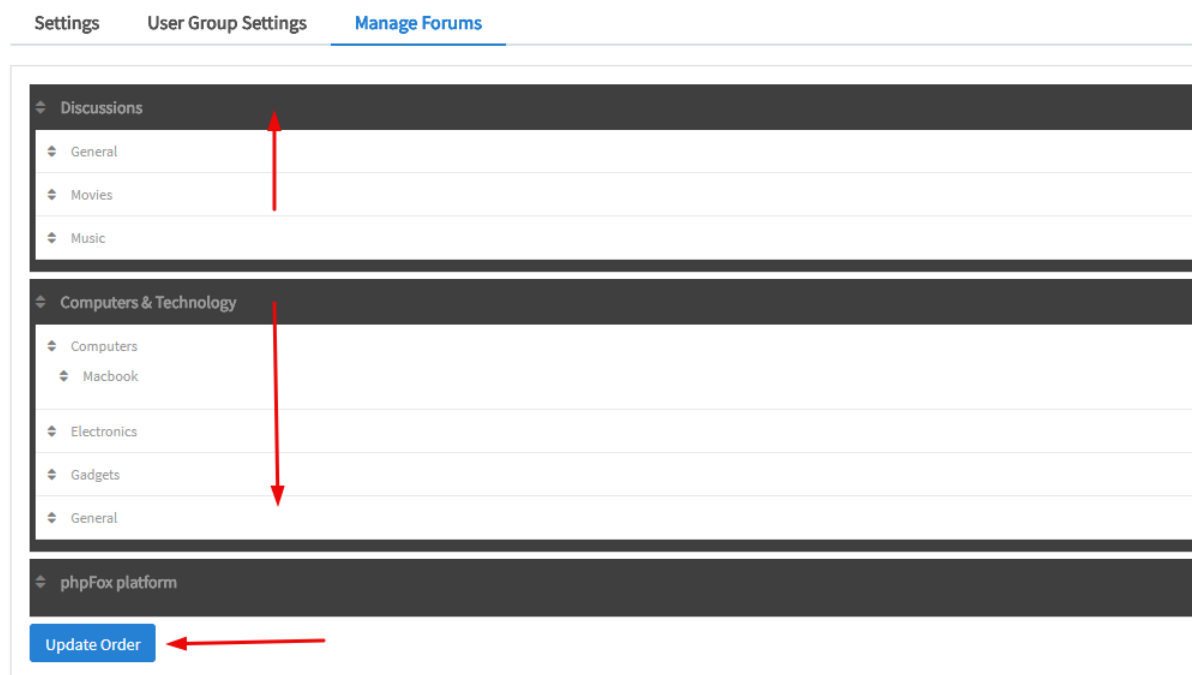 Settings User Group Settings Manage Forums
Discussions
General
Movies
Music
Computers & Technology
Computers
Macbook
Electronics
Gadgets
General
phpFox platform
Update Order